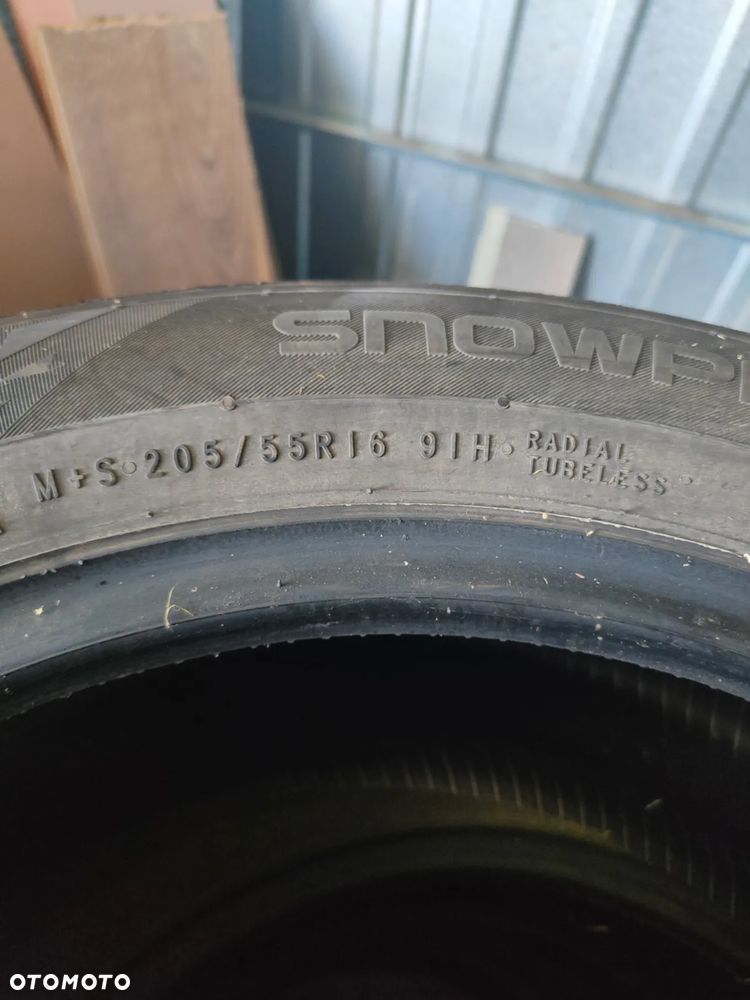 SNOWP
M+S 205/55R16 91H RADIAL
TUBELESS
OTOMOTO